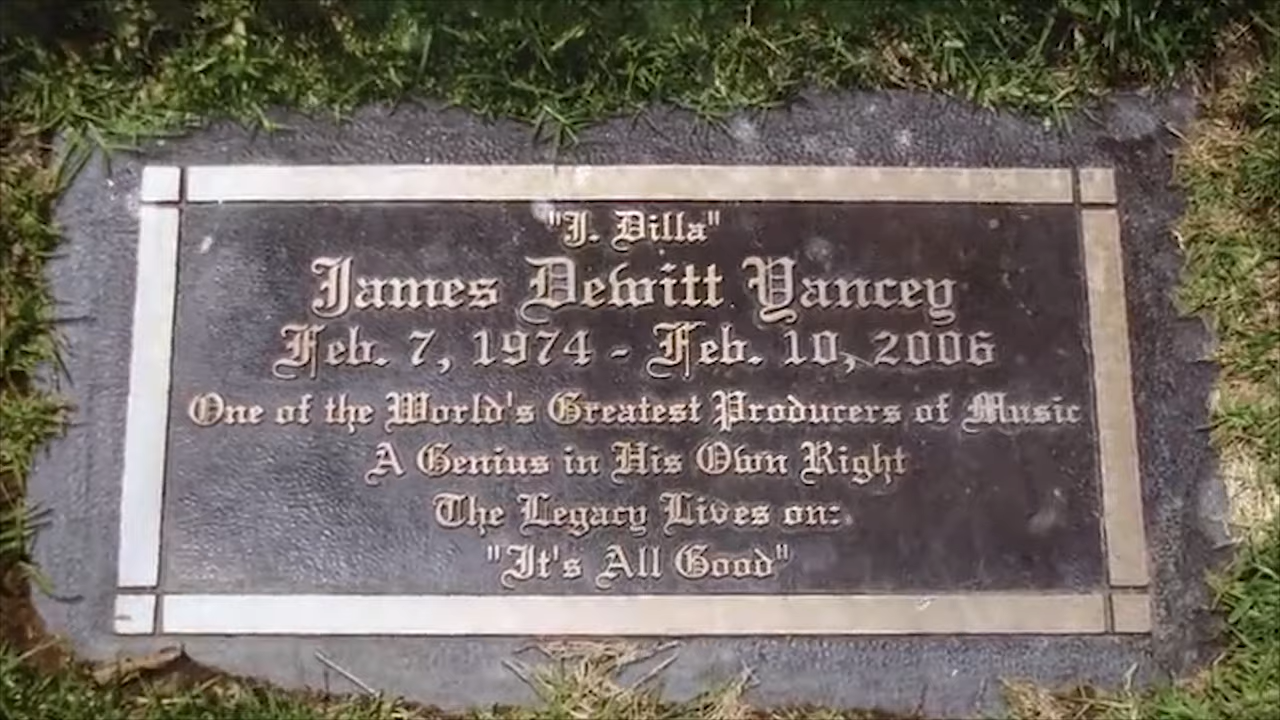 "J. Dilla"
James Dewitt Yancey
Feb. 7, 1974 - Feb. 10, 2006
One of the World's Greatest Producers of Music
A Genius in His Own Right
The Legacy Lives on:
"It's All Good"